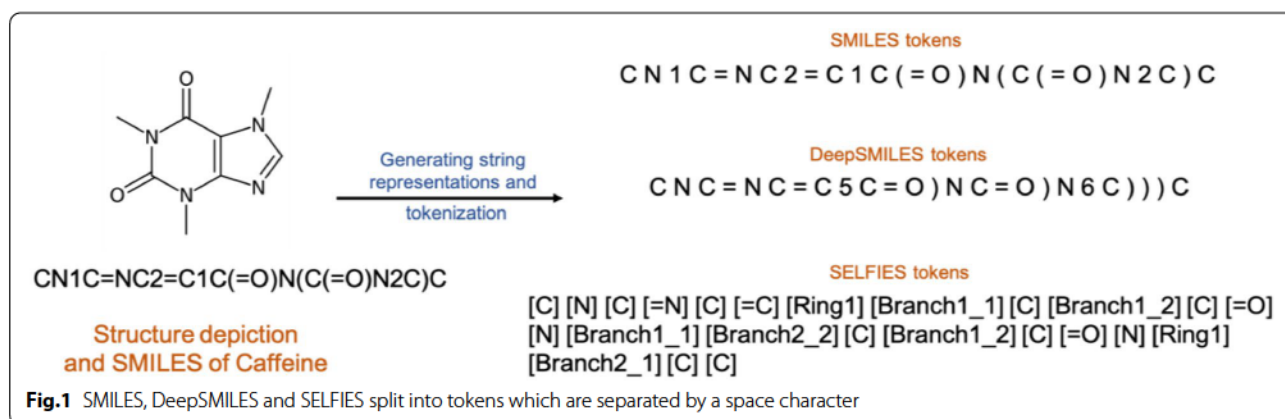 SMILES tokens
C N 1 C = N C 2 = C 1 C ( = O ) N ( C ( = O ) N 2 C ) C
O
N
N
O
N
N
Generating string
representations and
tokenization
DeepSMILES tokens
C N C = N C = C 5 C = O ) N C = O ) N 6 C ) ) ) C
CN1C=NC2=C1C(=O)N(C(=O)N2C)C
Structure depiction
and SMILES of Caffeine
SELFIES tokens
[C] [N] [C] [=N] [C] [=C] [Ring1] [Branch1_1] [C] [Branch1_2] [C] [=O]
[N] [Branch1_1] [Branch2_2] [C] [Branch1_2] [C] [=O] [N] [Ring1]
[Branch2_1] [C] [C]
Fig.1 SMILES, DeepSMILES and SELFIES split into tokens which are separated by a space character